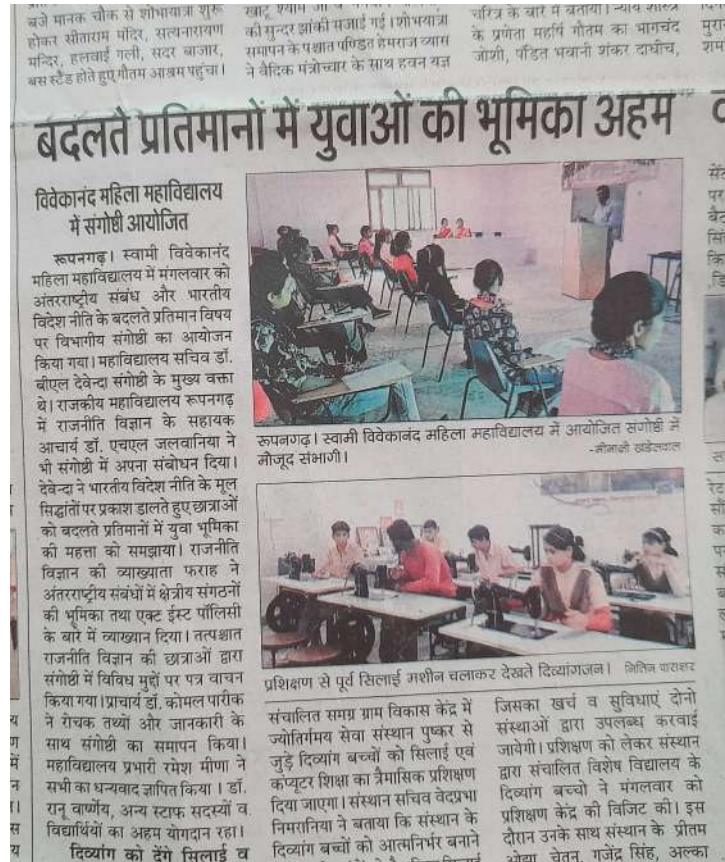 बजे मानक चौक से शोभायात्रा शुरू
होकर सीताराम मंदिर, सत्यनारायण
मन्दिर, हलवाई गली, सदर बाजार,
बस स्टैंड होते हुए गौतम आश्रम पहुंचा।
की सुन्दर झांकी सजाई गई। शोभयात्रा
समापन के पश्चात पण्डित हेमराज व्यास
ने वैदिक मंत्रोच्चार के साथ हवन यज्ञ
चरित्र के बारे में बताया। न्याय शास्त्र
के प्रणेता महर्षि गौतम का भागचंद
जोशी, पंडित भवानी शंकर दाधीच,
बदलते प्रतिमानों में युवाओं की भूमिका अहम
विवेकानंद महिला महाविद्यालय
में संगोष्ठी आयोजित
रूपनगढ़। स्वामी विवेकानंद
महिला महाविद्यालय में मंगलवार को
अंतरराष्ट्रीय संबंध और भारतीय
विदेश नीति के बदलते प्रतिमान विषय
पर विभागीय संगोष्ठी का आयोजन
किया गया। महाविद्यालय सचिव डॉ.
बीएल देवेन्दा संगोष्ठी के मुख्य वक्ता
थे। राजकीय महाविद्यालय रूपनगढ़
में राजनीति विज्ञान के सहायक
आचार्य डॉ. एचएल जलवानिया ने
भी संगोष्ठी में अपना संबोधन दिया।
देवेन्दा ने भारतीय विदेश नीति के मूल
सिद्धांतों पर प्रकाश डालते हुए छात्राओं
को बदलते प्रतिमानों में युवा भूमिका
की महत्ता को समझाया। राजनीति
विज्ञान की व्याख्याता फराह ने
अंतरराष्ट्रीय संबंधों में क्षेत्रीय संगठनों
की भूमिका तथा एक्ट ईस्ट पॉलिसी
के बारे में व्याख्यान दिया। तत्पश्चात
राजनीति विज्ञान की छात्राओं द्वारा
संगोष्ठी में विविध मुद्दों पर पत्र वाचन
किया गया। प्राचार्य डॉ. कोमल पारीक
ने रोचक तथ्यों और जानकारी के
साथ संगोष्ठी का समापन किया।
महाविद्यालय प्रभारी रमेश मीणा ने
सभी का धन्यवाद ज्ञापित किया। डॉ.
रानू वार्ष्णेय, अन्य स्टाफ सदस्यों व
विद्यार्थियों का अहम योगदान रहा।
दिव्यांग को देंगे सिलाई व
रूपनगढ़। स्वामी विवेकानंद महिला महाविद्यालय में आयोजित संगोष्ठी में
मौजूद संभागी।
-मीनाक्षी खंडेलवाल
प्रशिक्षण से पूर्व सिलाई मशीन चलाकर देखते दिव्यांगजन। नितिन पाराशर
संचालित समग्र ग्राम विकास केंद्र में
ज्योतिर्गमय सेवा संस्थान पुष्कर से
जुड़े दिव्यांग बच्चों को सिलाई एवं
कंप्यूटर शिक्षा का त्रैमासिक प्रशिक्षण
दिया जाएगा। संस्थान सचिव वेदप्रभा
निमरानिया ने बताया कि संस्थान के
दिव्यांग बच्चों को आत्मनिर्भर बनाने
जिसका खर्च व सुविधाएं दोनों
संस्थाओं द्वारा उपलब्ध करवाई
जावेगी। प्रशिक्षण को लेकर संस्थान
द्वारा संचालित विशेष विद्यालय के
दिव्यांग बच्चो ने मंगलवार को
प्रशिक्षण केंद्र की विजिट की। इस
दौरान उनके साथ संस्थान के प्रीतम
ओझा, चेतन, गजेंद्र सिंह, अल्का